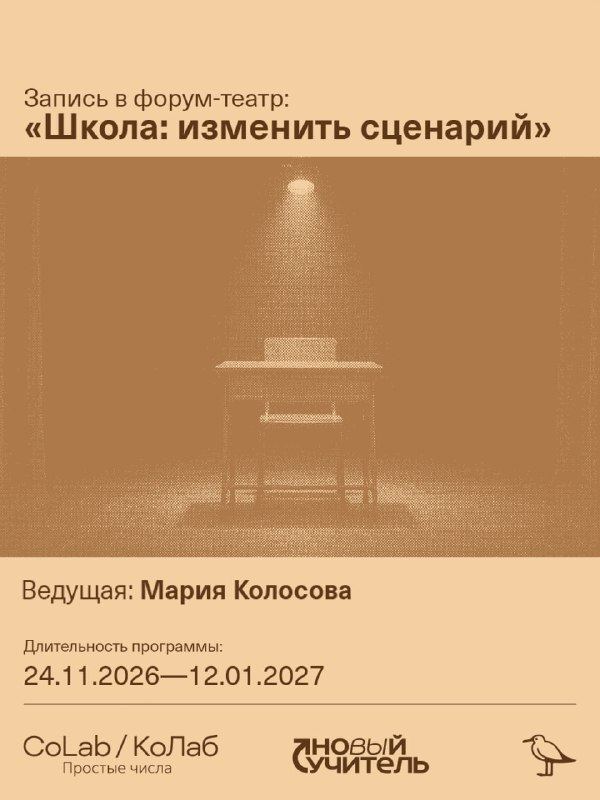 Запись в форум-театр:
«Школа: изменить сценарий»
Ведущая: Мария Колосова
Длительность программы:
24.11.2026—12.01.2027
CoLab / КоЛаб
Простые числа
новый
учитель